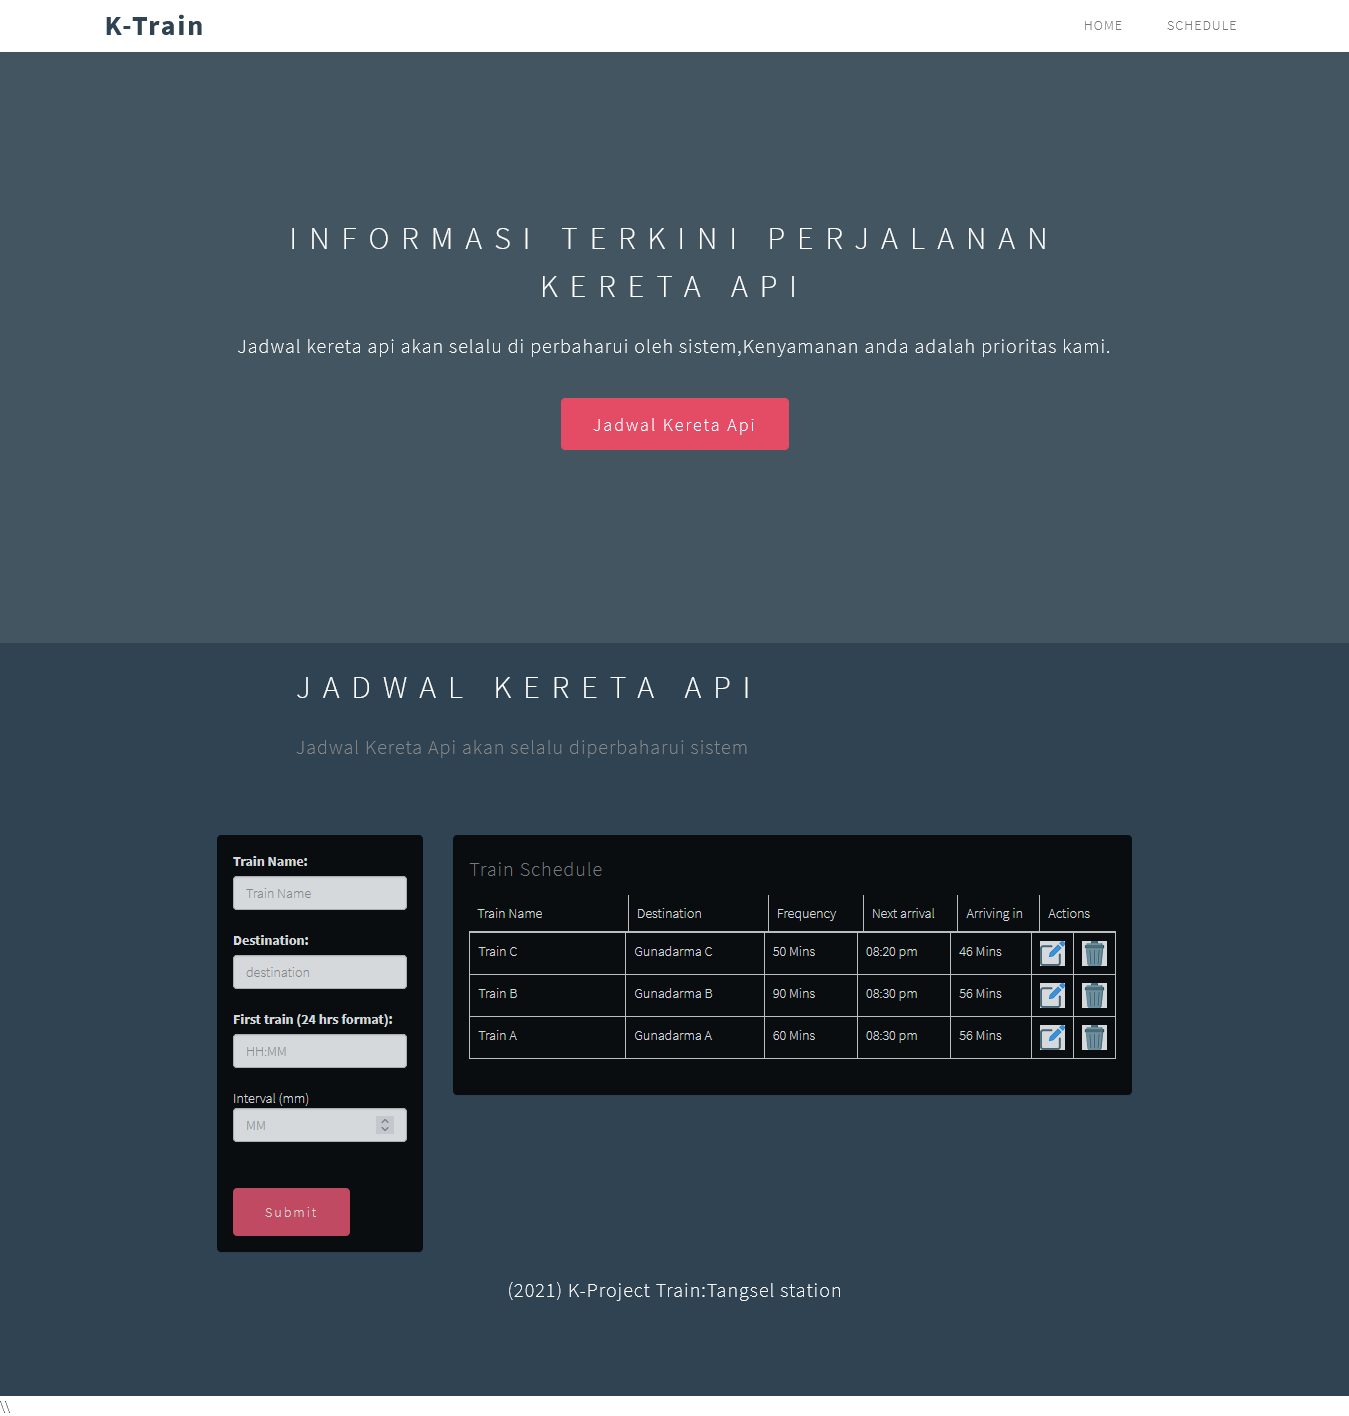 K-Train
HOME SCHEDULE
INFORMASI TERKINI PERJALANAN
KERETA API
Jadwal kereta api akan selalu di perbaharui oleh sistem,Kenyamanan anda adalah prioritas kami.
Jadwal Kereta Api
JADWAL KERETA API
Jadwal Kereta Api akan selalu diperbaharui sistem
Train Name:
Train Name
Destination:
destination
First train (24 hrs format):
HH:MM
Interval (mm)
MM
Submit
Train Schedule
Train Name Destination Frequency Next arrival Arriving in Actions
Train C Gunadarma C 50 Mins 08:20 pm 46 Mins
Train B Gunadarma B 90 Mins 08:30 pm 56 Mins
Train A Gunadarma A 60 Mins 08:30 pm 56 Mins
(2021) K-Project Train:Tangsel station
\\